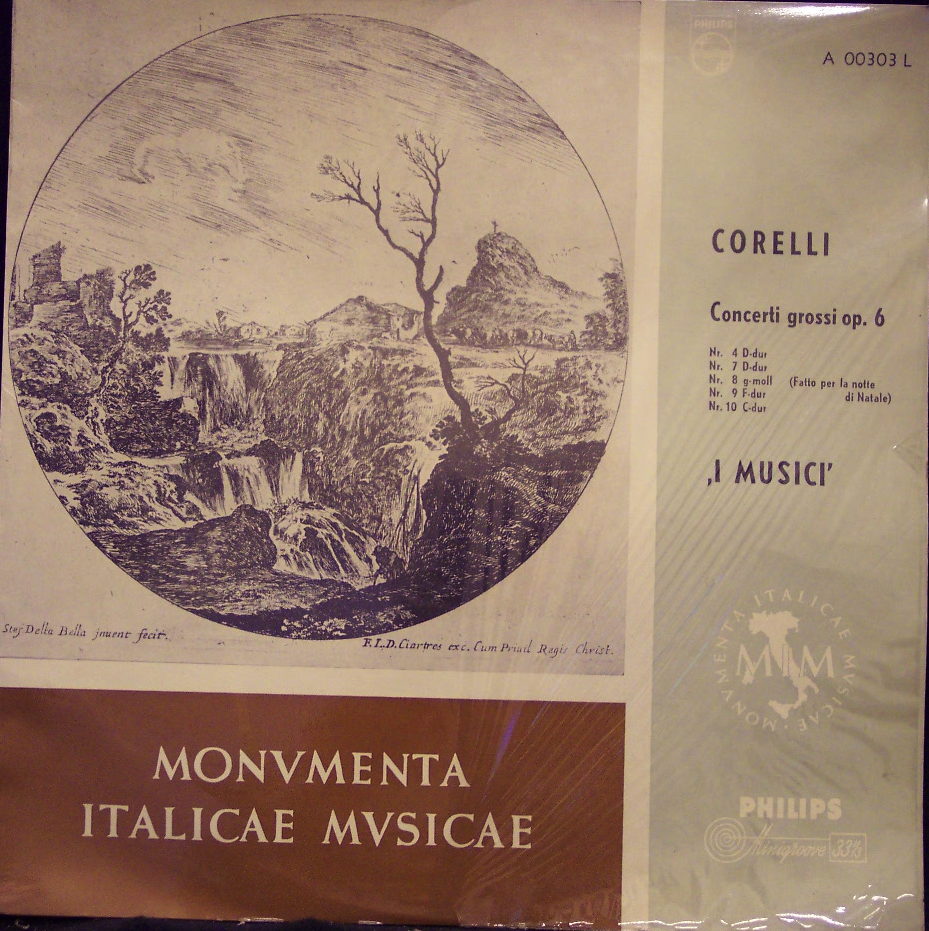 PHILIPS
A 00303 L
CORELLI
Concerti grossi op. 6
Nr. 4 D-dur
Nr. 7 D-dur
Nr. 8 g-moll (Fatto per la notte
di Natale)
Nr. 9 F-dur
Nr. 10 C-dur
‚I MUSICI’
Stef. Della Bella jnuent fecit.
F. L. D. Ciartres exc. Cum Priuil Regis Christ.
MONVMENTA
ITALICAE MVSICAE
MONVMENTA ITALICAE MVSICAE
MIM
PHILIPS
Minigroove 33⅓